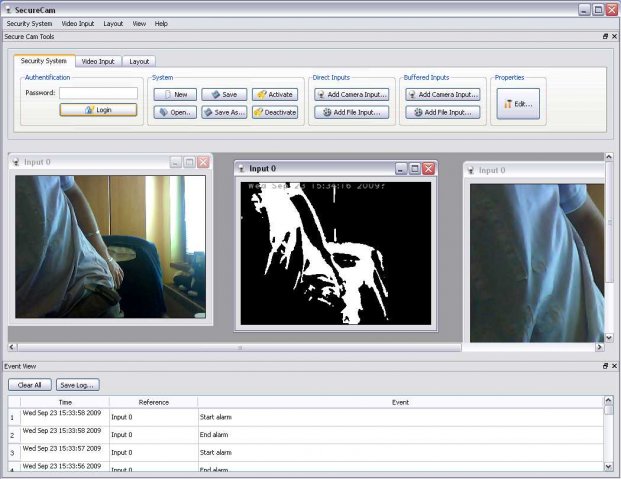 SecureCam
Security System Video Input Layout View Help
Secure Cam Tools
Security System Video Input Layout
Authentification System Direct Inputs Buffered Inputs Properties
Password: New Save Activate Add Camera Input... Add Camera Input... Edit...
Login Open.. Save As... Deactivate Add File Input... Add File Input...
Input 0 Input 0 Input 0
Wed Sep 23 15:34:16 2009?
Event View
Clear All Save Log...
Time Reference Event
1 Wed Sep 23 15:33:58 2009 Input 0 Start alarm
2 Wed Sep 23 15:33:58 2009 Input 0 End alarm
3 Wed Sep 23 15:33:57 2009 Input 0 Start alarm
4 Wed Sep 23 15:33:56 2009 Input 0 End alarm